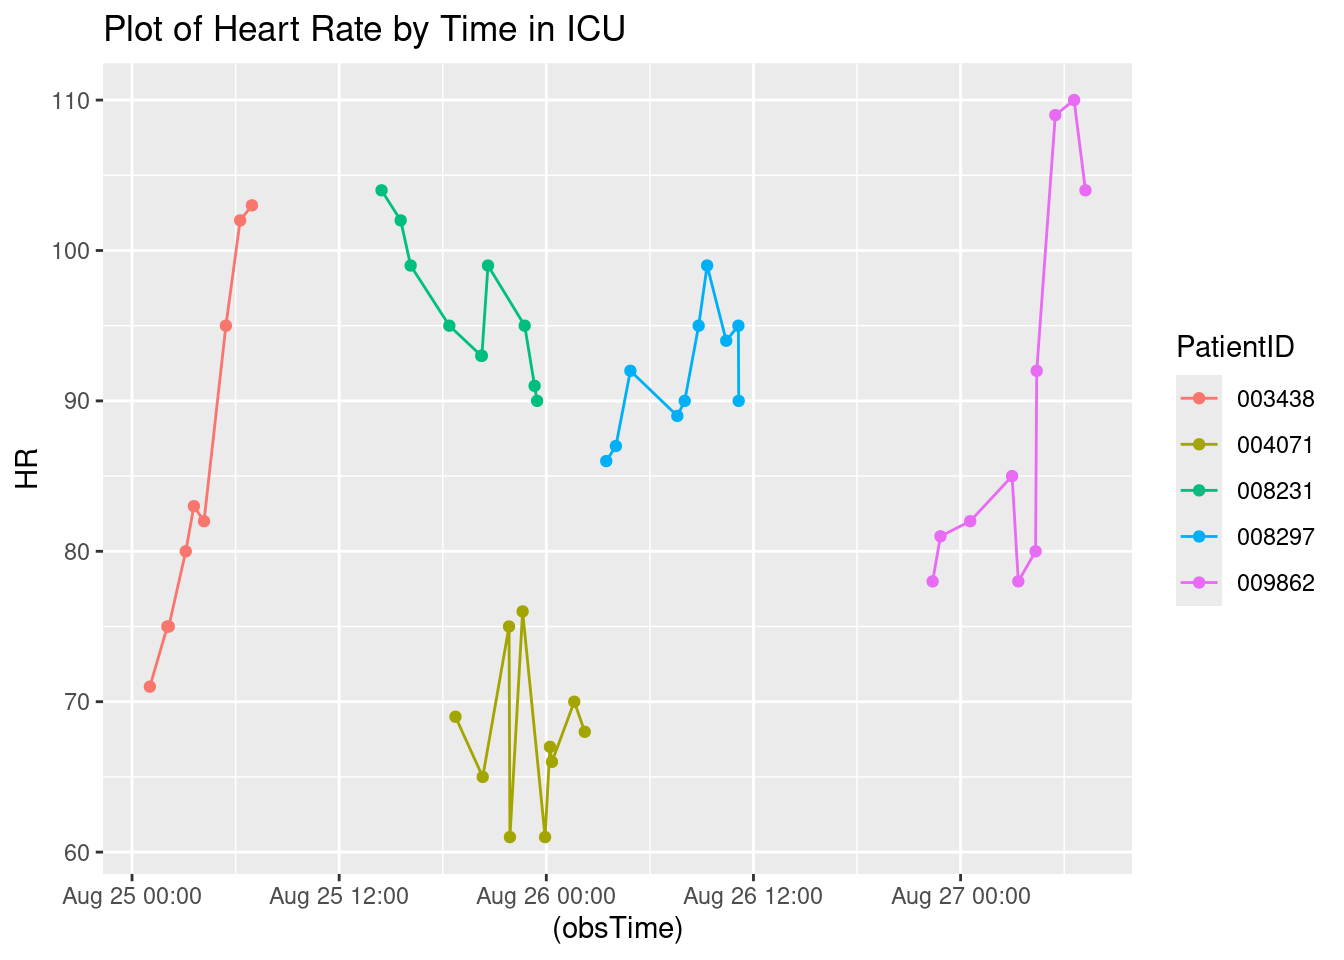 Plot of Heart Rate by Time in ICU
110
100
90
80
70
60
HR
Aug 25 00:00 Aug 25 12:00 Aug 26 00:00 Aug 26 12:00 Aug 27 00:00
(obsTime)
PatientID
003438
004071
008231
008297
009862